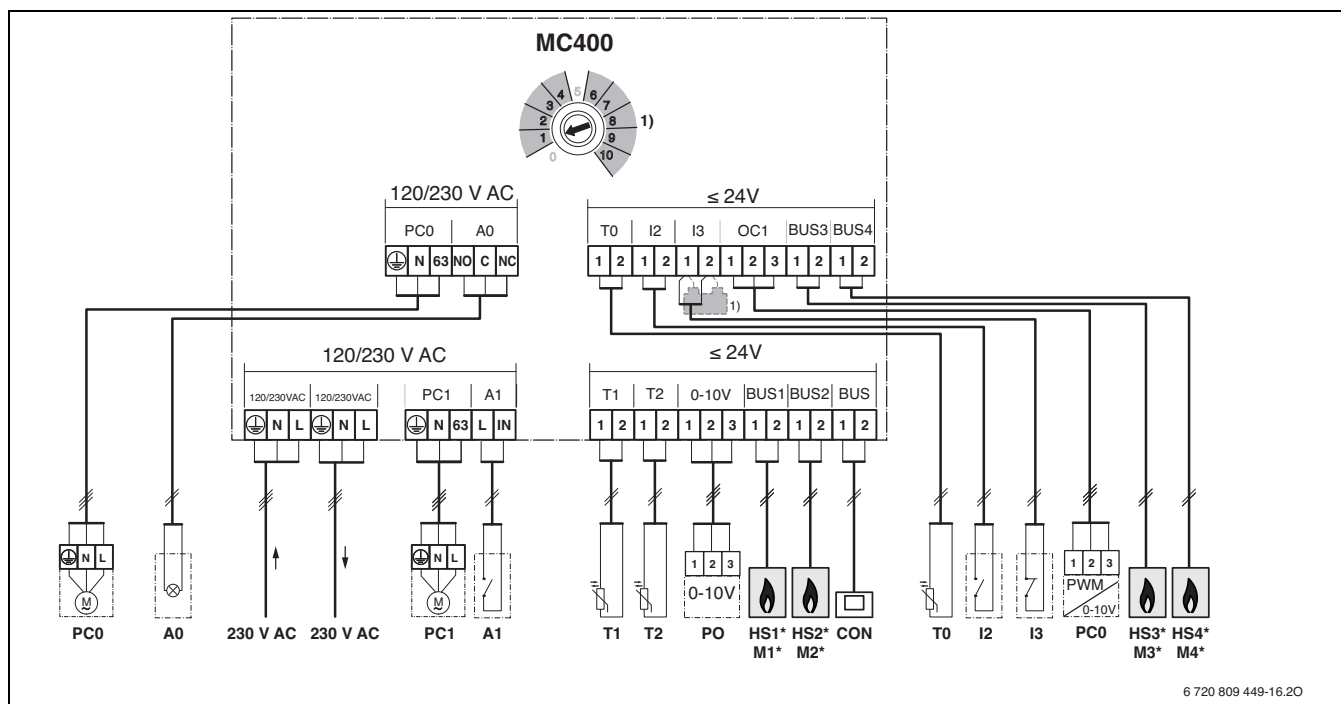 MC400
0 1 2 3 4 5 6 7 8 9 10 1)
120/230 V AC ≤ 24V
PC0 A0 T0 I2 I3 OC1 BUS3 BUS4
N 63 NO C NC 1 2 1 2 1 2 1 2 3 1 2 1 2
1)
120/230 V AC ≤ 24V
120/230VAC 120/230VAC PC1 A1 T1 T2 0-10V BUS1 BUS2 BUS
N L N L N 63 L IN 1 2 1 2 1 2 3 1 2 1 2 1 2
N L N L 1 2 3 1 2 3
M M 0-10V PWM 0-10V
PC0 A0 230 V AC 230 V AC PC1 A1 T1 T2 PO HS1* HS2* CON T0 I2 I3 PC0 HS3* HS4*
M1* M2* M3* M4*
6 720 809 449-16.2O